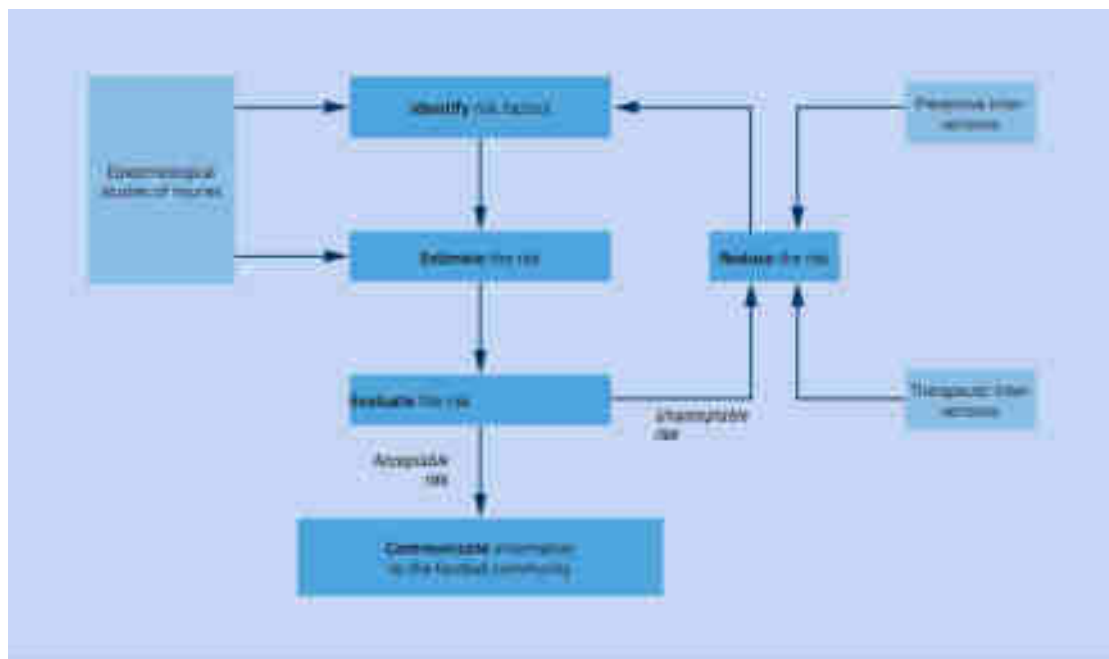 Identify risk factors
Preventive inter-
ventions
Epidemiological
studies of injuries
Estimate the risk
Reduce the risk
Evaluate the risk
Unacceptable
risk
Therapeutic inter-
ventions
Acceptable
risk
Communicate information
to the football community